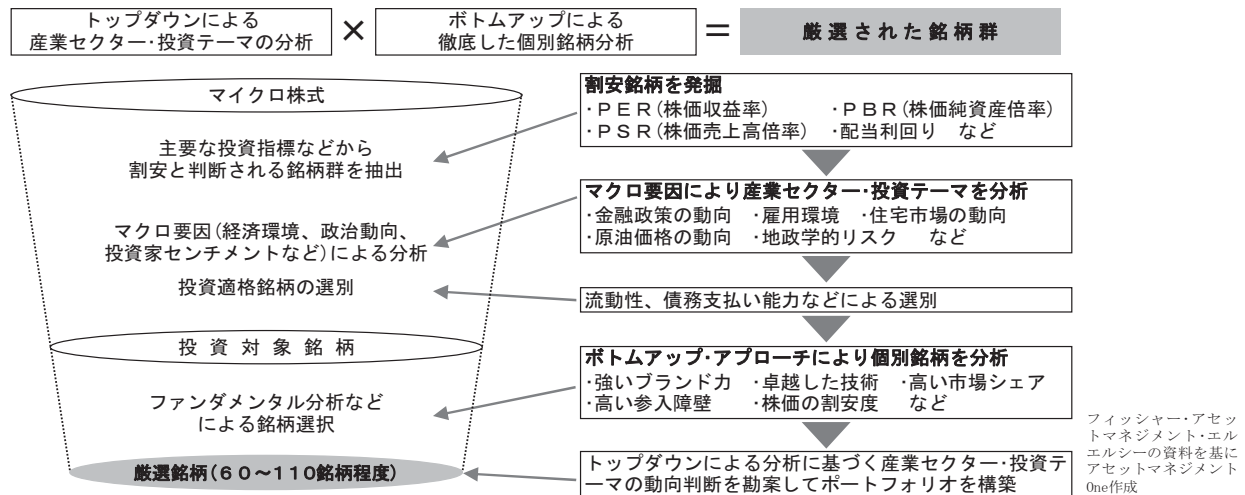 トップダウンによる
産業セクター・投資テーマの分析
×
ボトムアップによる
徹底した個別銘柄分析
＝
厳選された銘柄群
マイクロ株式
主要な投資指標などから
割安と判断される銘柄群を抽出
マクロ要因（経済環境、政治動向、
投資家センチメントなど）による分析
投資適格銘柄の選別
投資対象銘柄
ファンダメンタル分析など
による銘柄選択
厳選銘柄（６０～１１０銘柄程度）
割安銘柄を発掘
・ＰＥＲ（株価収益率） ・ＰＢＲ（株価純資産倍率）
・ＰＳＲ（株価売上高倍率） ・配当利回り など
マクロ要因により産業セクター・投資テーマを分析
・金融政策の動向 ・雇用環境 ・住宅市場の動向
・原油価格の動向 ・地政学的リスク など
流動性、債務支払い能力などによる選別
ボトムアップ・アプローチにより個別銘柄を分析
・強いブランド力 ・卓越した技術 ・高い市場シェア
・高い参入障壁 ・株価の割安度 など
トップダウンによる分析に基づく産業セクター・投資テ
ーマの動向判断を勘案してポートフォリオを構築
フィッシャー・アセッ
トマネジメント・エル
エルシーの資料を基に
アセットマネジメント
One作成